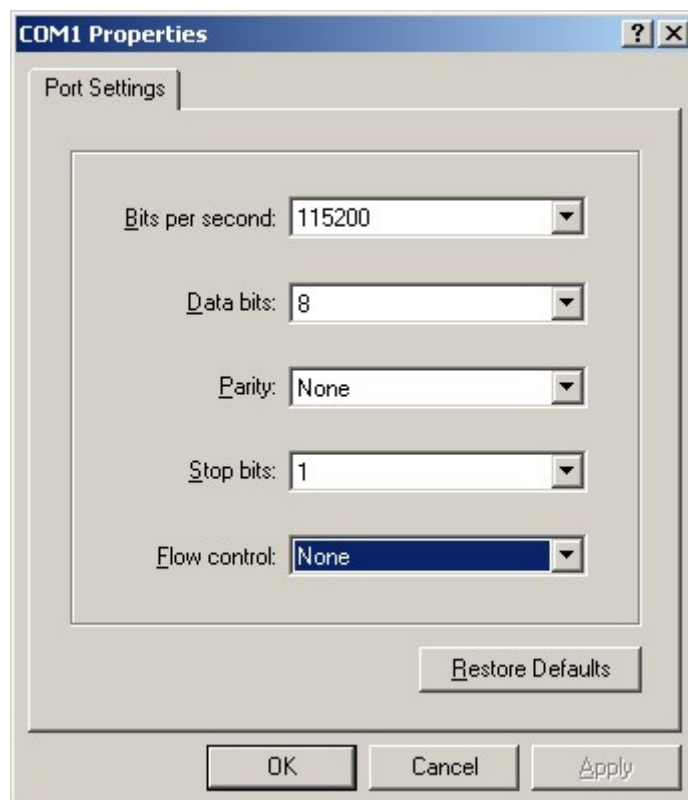 COM1 Properties
Port Settings
Bits per second: 115200
Data bits: 8
Parity: None
Stop bits: 1
Flow control: None
Restore Defaults
OK Cancel Apply